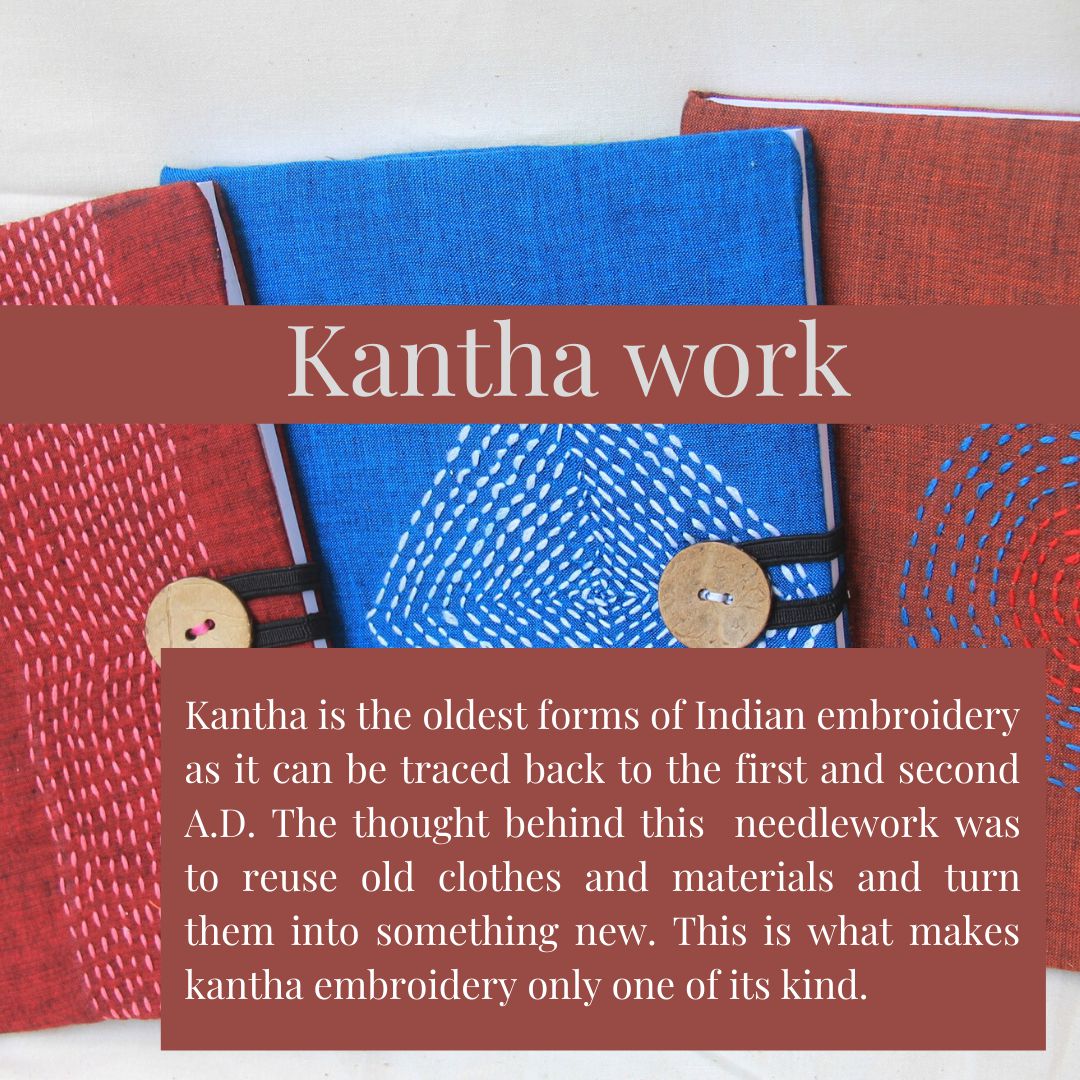 Kantha work
Kantha is the oldest forms of Indian embroidery
as it can be traced back to the first and second
A.D. The thought behind this  needlework was
to reuse old clothes and materials and turn
them into something new. This is what makes
kantha embroidery only one of its kind.